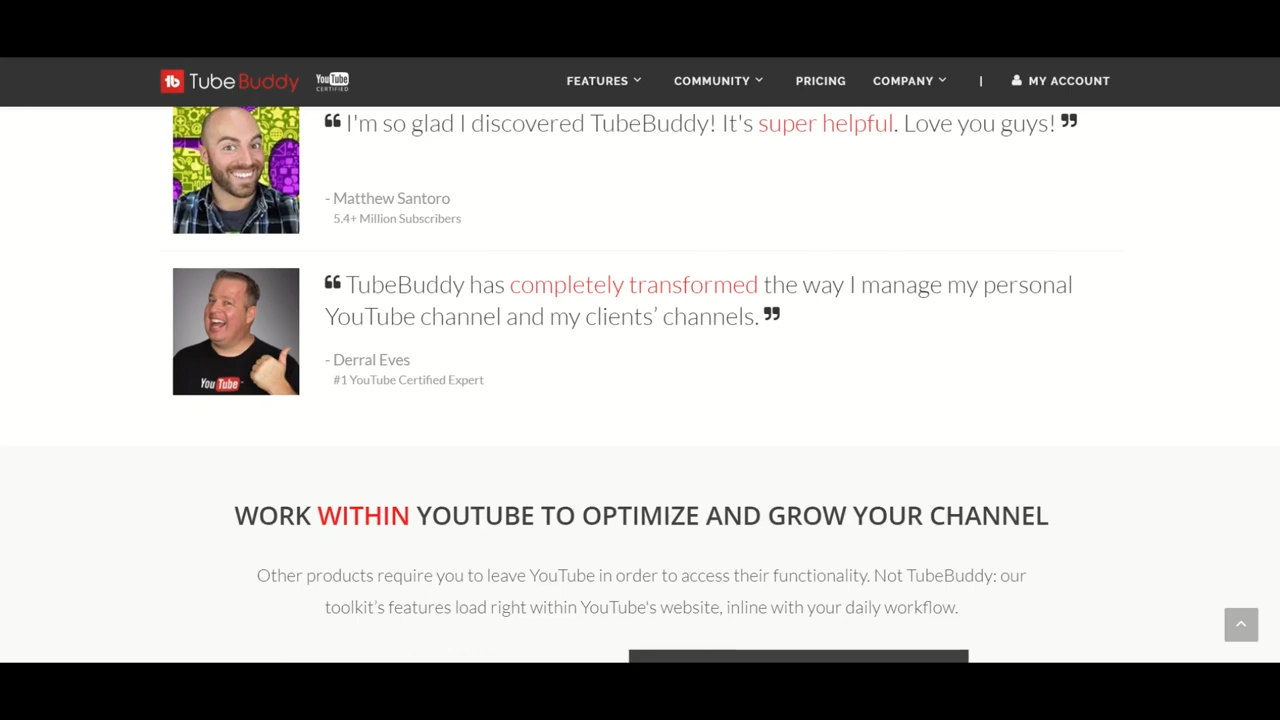 TubeBuddy YouTube CERTIFIED FEATURES COMMUNITY PRICING COMPANY | MY ACCOUNT
❝ I'm so glad I discovered TubeBuddy! It's super helpful. Love you guys! ❞
- Matthew Santoro
5.4+ Million Subscribers
❝ TubeBuddy has completely transformed the way I manage my personal
YouTube channel and my clients’ channels. ❞
- Derral Eves
#1 YouTube Certified Expert
YouTube
WORK WITHIN YOUTUBE TO OPTIMIZE AND GROW YOUR CHANNEL
Other products require you to leave YouTube in order to access their functionality. Not TubeBuddy: our
toolkit’s features load right within YouTube's website, inline with your daily workflow.